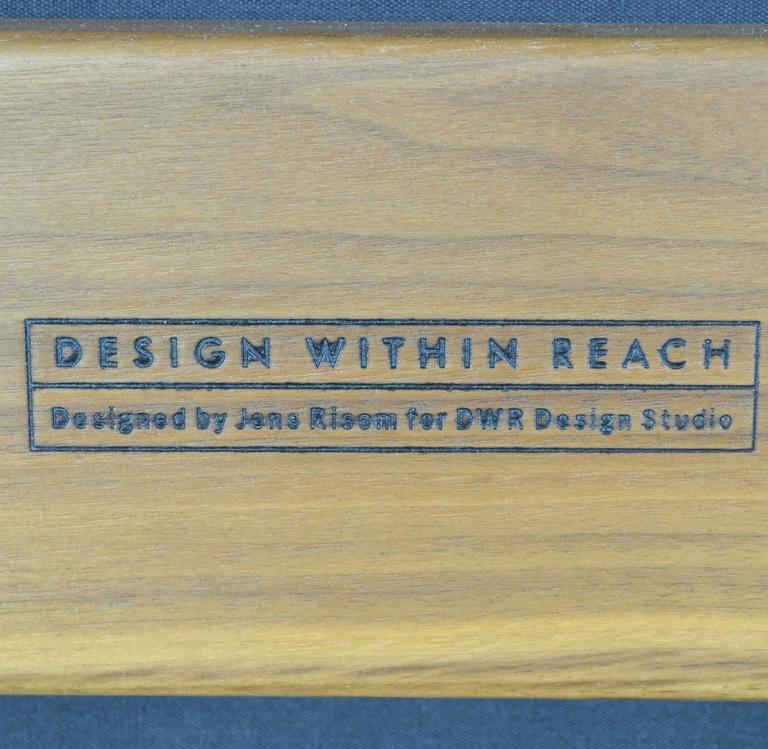 DESIGN WITHIN REACH
Designed by Jens Risom for DWR Design Studio